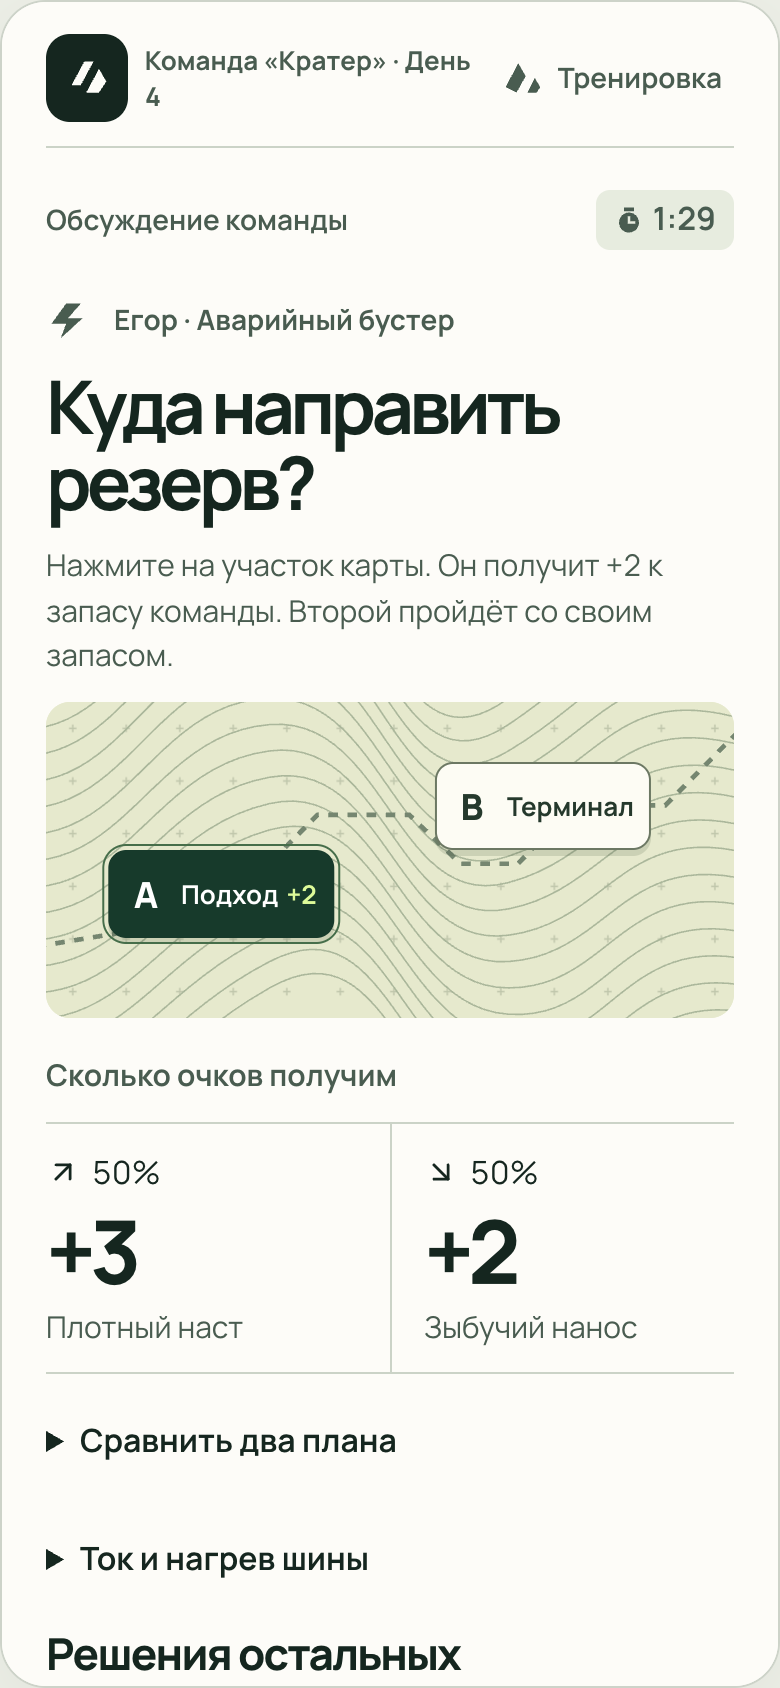 Команда «Кратер» · День
4
Тренировка
Обсуждение команды
1:29
Егор · Аварийный бустер
Куда направить
резерв?
Нажмите на участок карты. Он получит +2 к
запасу команды. Второй пройдёт со своим
запасом.
B Терминал
A Подход +2
Сколько очков получим
50%
+3
Плотный наст
50%
+2
Зыбучий нанос
Сравнить два плана
Ток и нагрев шины
Решения остальных